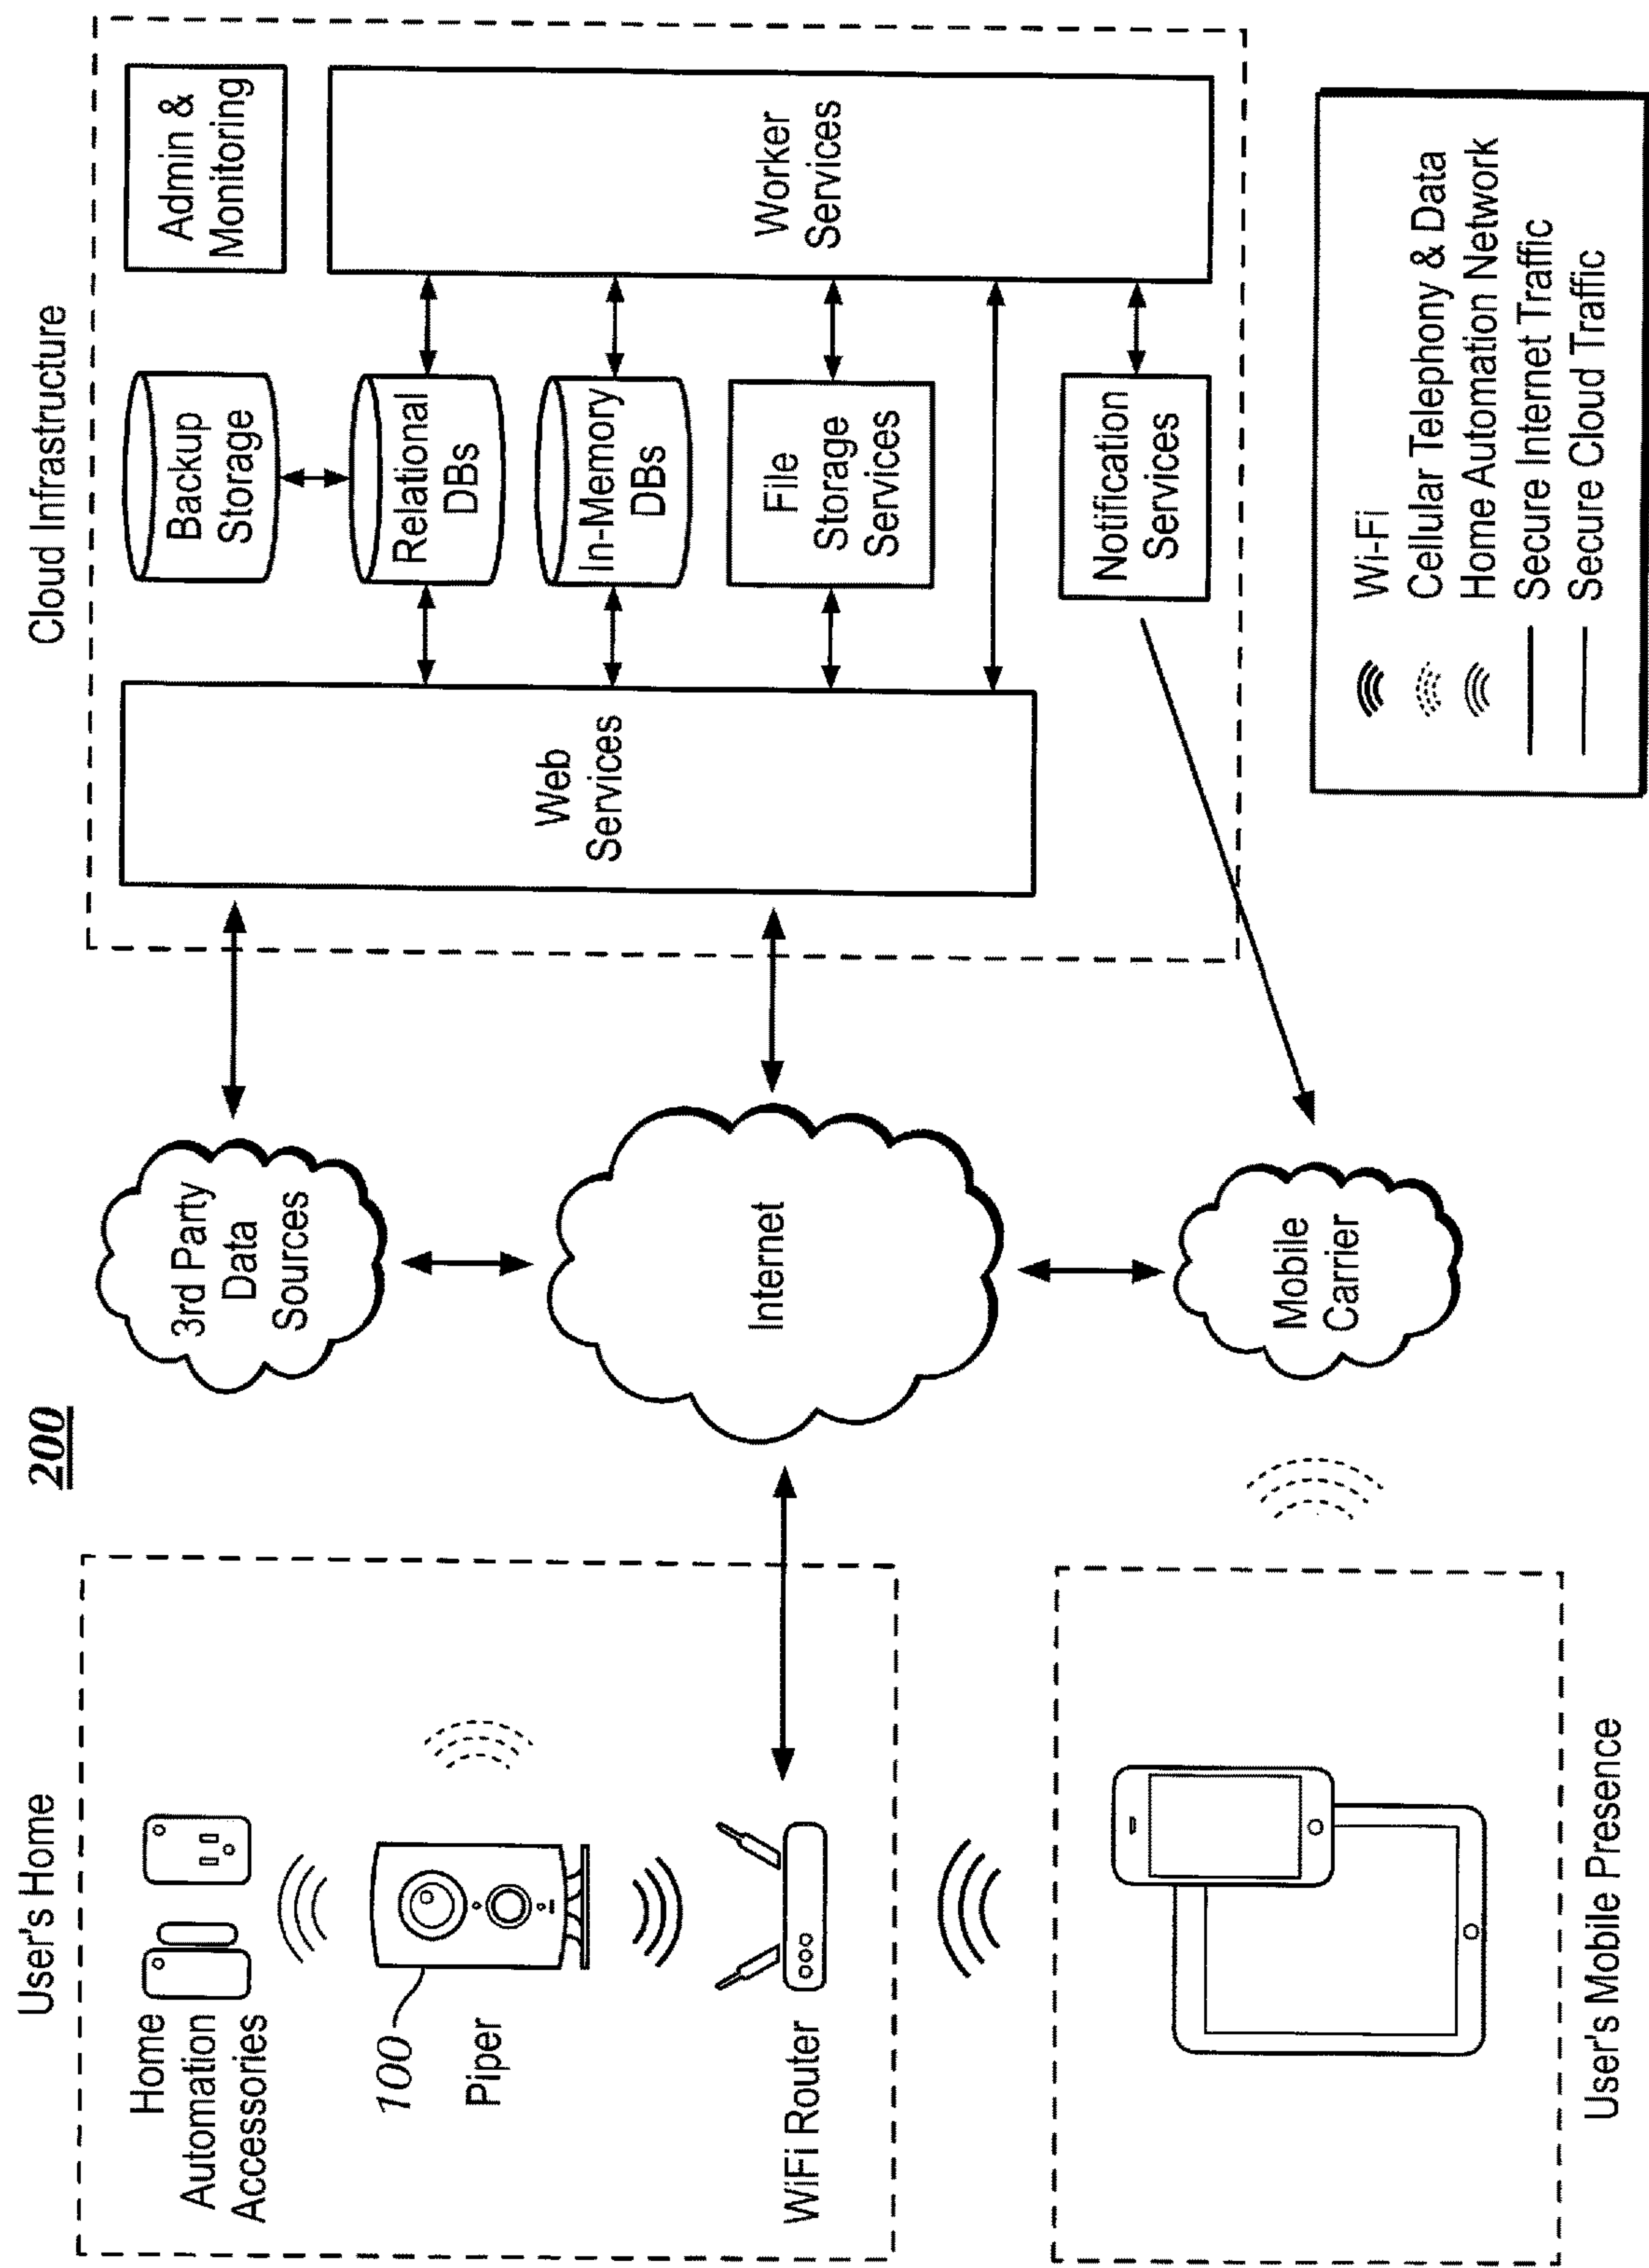 200
User's Home
Home
Automation
Accessories
100
Piper
WiFi Router
User's Mobile Presence
3rd Party
Data
Sources
Internet
Mobile
Carrier
Cloud Infrastructure
Web
Services
Backup
Storage
Relational
DBs
In-Memory
DBs
File
Storage
Services
Notification
Services
Admin &
Monitoring
Worker
Services
Wi-Fi
Cellular Telephony & Data
Home Automation Network
Secure Internet Traffic
Secure Cloud Traffic